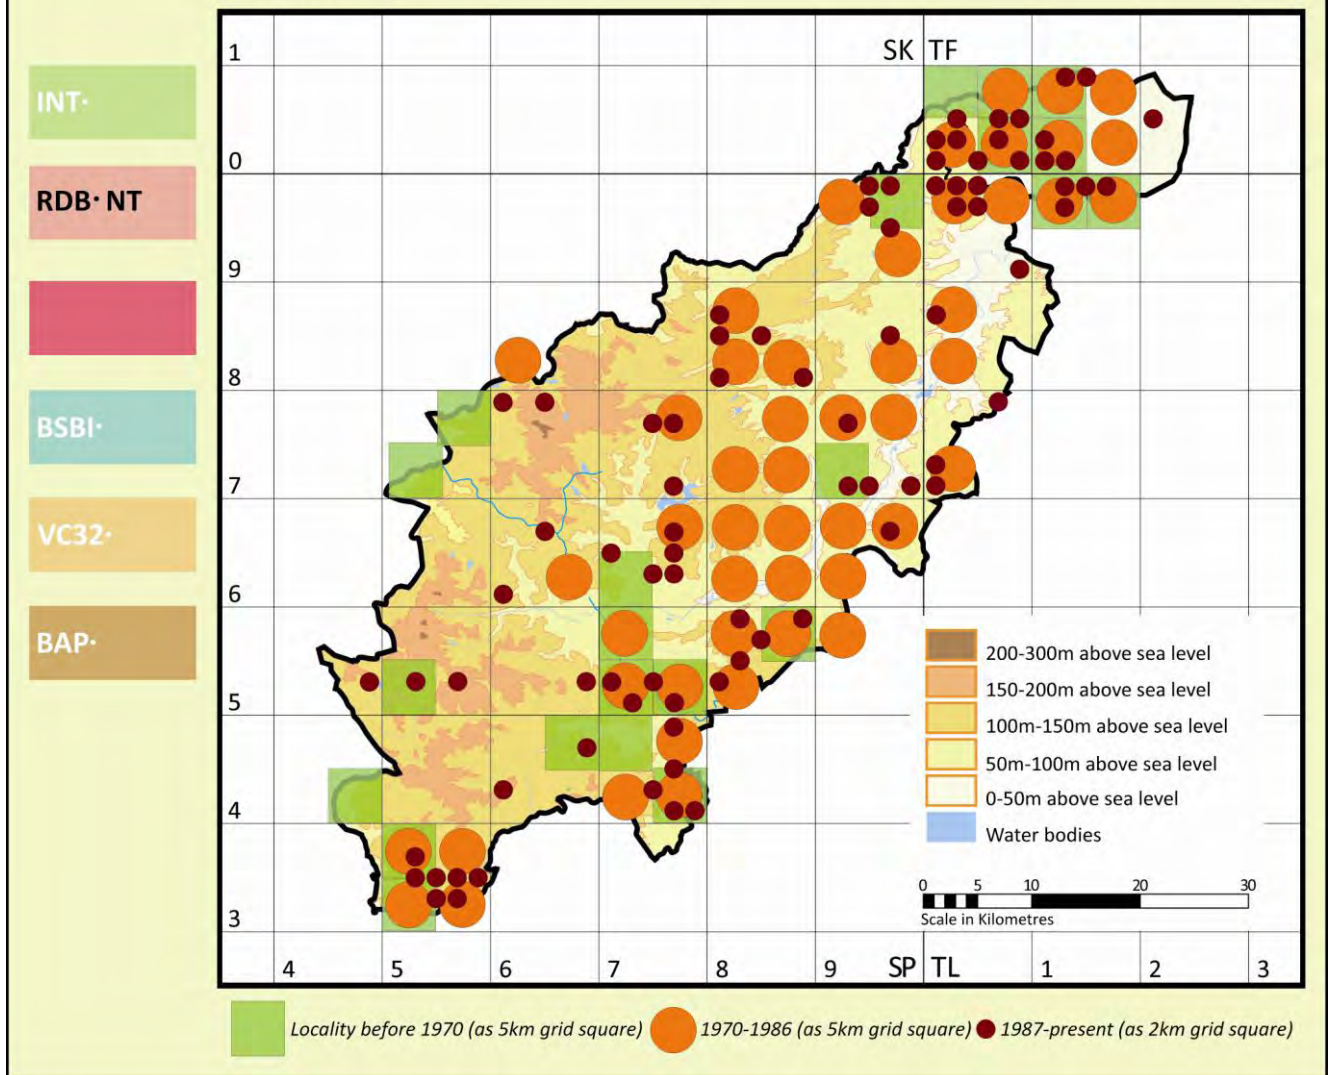 INT·
RDB· NT
BSBI·
VC32·
BAP·
SK TF
1
0
9
8
7
6
5
4
3
4 5 6 7 8 9 SP TL 1 2 3
200-300m above sea level
150-200m above sea level
100m-150m above sea level
50m-100m above sea level
0-50m above sea level
Water bodies
0 5 10 20 30
Scale in Kilometres
Locality before 1970 (as 5km grid square) 1970-1986 (as 5km grid square) 1987-present (as 2km grid square)